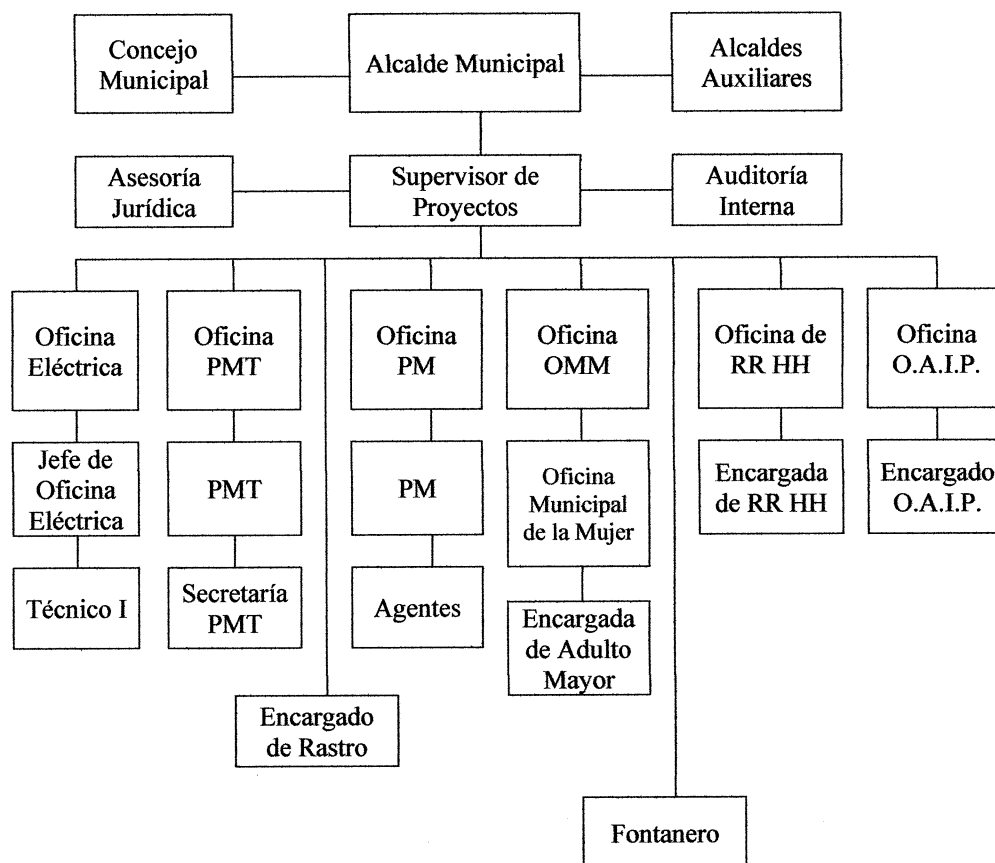 Concejo
Municipal
Alcalde Municipal
Alcaldes
Auxiliares
Asesoría
Jurídica
Supervisor de
Proyectos
Auditoría
Interna
Oficina
Eléctrica
Oficina
PMT
Oficina
PM
Oficina
OMM
Oficina de
RR HH
Oficina
O.A.I.P.
Jefe de
Oficina
Eléctrica
PMT
PM
Oficina
Municipal
de la Mujer
Encargada
de RR HH
Encargado
O.A.I.P.
Técnico I
Secretaría
PMT
Agentes
Encargada
de Adulto
Mayor
Encargado
de Rastro
Fontanero